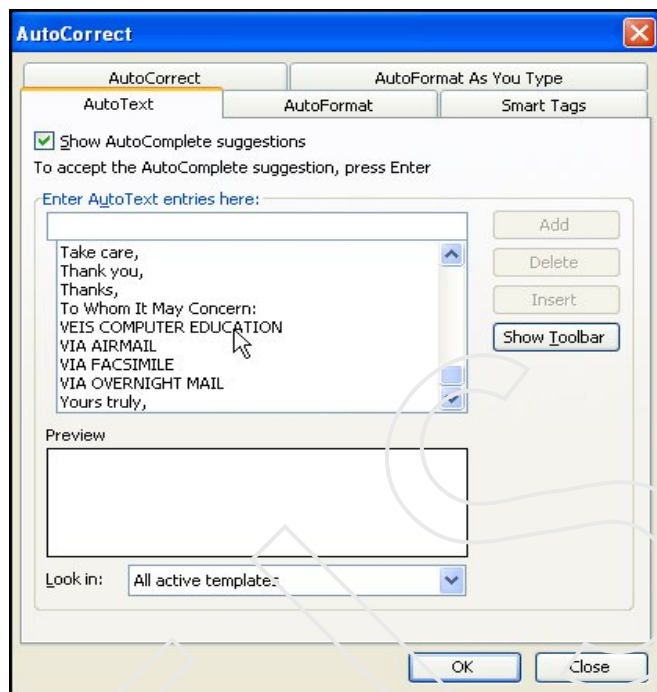 AutoCorrect
AutoCorrect
AutoFormat As You Type
AutoText
AutoFormat
Smart Tags
Show AutoComplete suggestions
To accept the AutoComplete suggestion, press Enter
Enter AutoText entries here:
Add
Take care,
Thank you,
Delete
Thanks,
To Whom It May Concern:
Insert
VEIS COMPUTER EDUCATION
Show Toolbar
VIA AIRMAIL
VIA FACSIMILE
VIA OVERNIGHT MAIL
Yours truly,
Preview
Look in:
All active templates
OK
Close